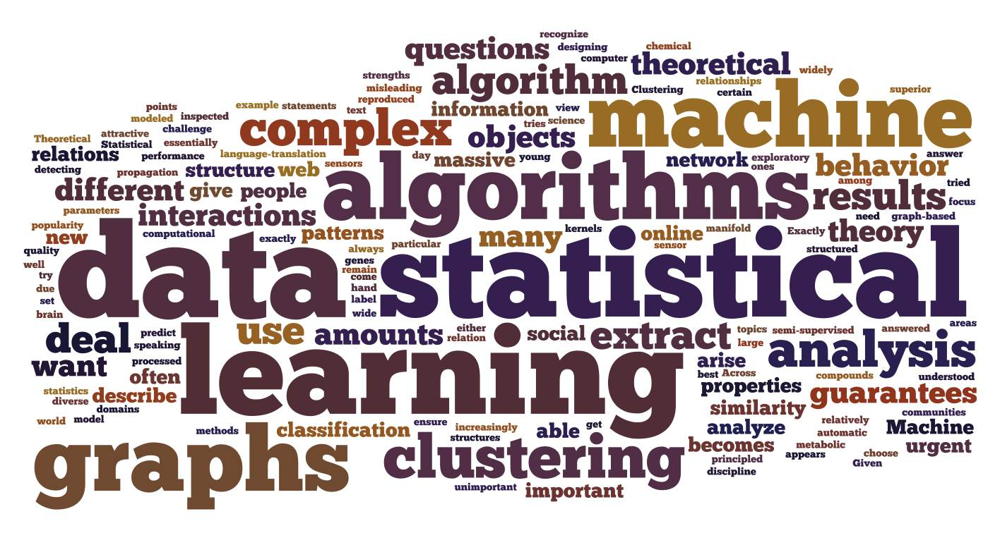 recognize
questions
designing
chemical
computer
theoretical
widely
strengths
algorithm
relationships
misleading
Clustering
certain
superior
reproduced
points
example
statements
text
information
view
machine
modeled
inspected
complex
tries
science
Theoretical
attractive
challenge
objects
Statistical
essentially
relations
performance
language-translation
day
massive
young
network
exploratory
answer
detecting
propagation
structure
web
sensors
algorithms
ones
behavior
different
give
people
among
tried
results
parameters
interactions
need
graph-based
focus
popularity
new
computational
exactly
patterns
many
kernels
online
manifold
Exactly
theory
quality
data
always
particular
sensor
structured
well
genes
statistical
try
remain
come
due
hand
set
label
brain
wide
deal
predict
use
amounts
either
relation
social
extract
topics
semi-supervised
answered
areas
speaking
learning
large
analysis
want
processed
arise
often
best
Across
compounds
understood
statistics
describe
properties
guarantees
diverse
domains
similarity
communities
world
model
methods
classification
ensure
increasingly
able
get
analyze
relatively
Machine
graphs
structures
clustering
becomes
automatic
metabolic
urgent
principled
appears
choose
Given
discipline
unimportant
important